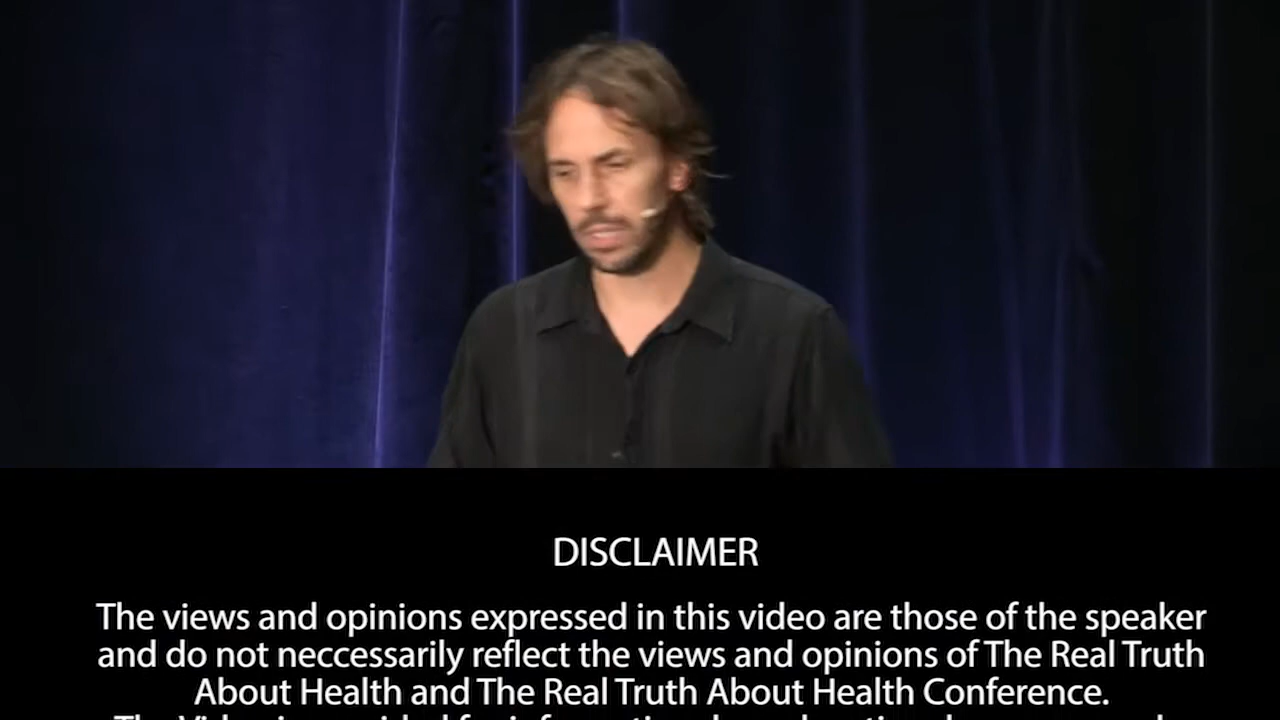 DISCLAIMER
The views and opinions expressed in this video are those of the speaker
and do not neccessarily reflect the views and opinions of The Real Truth
About Health and The Real Truth About Health Conference.